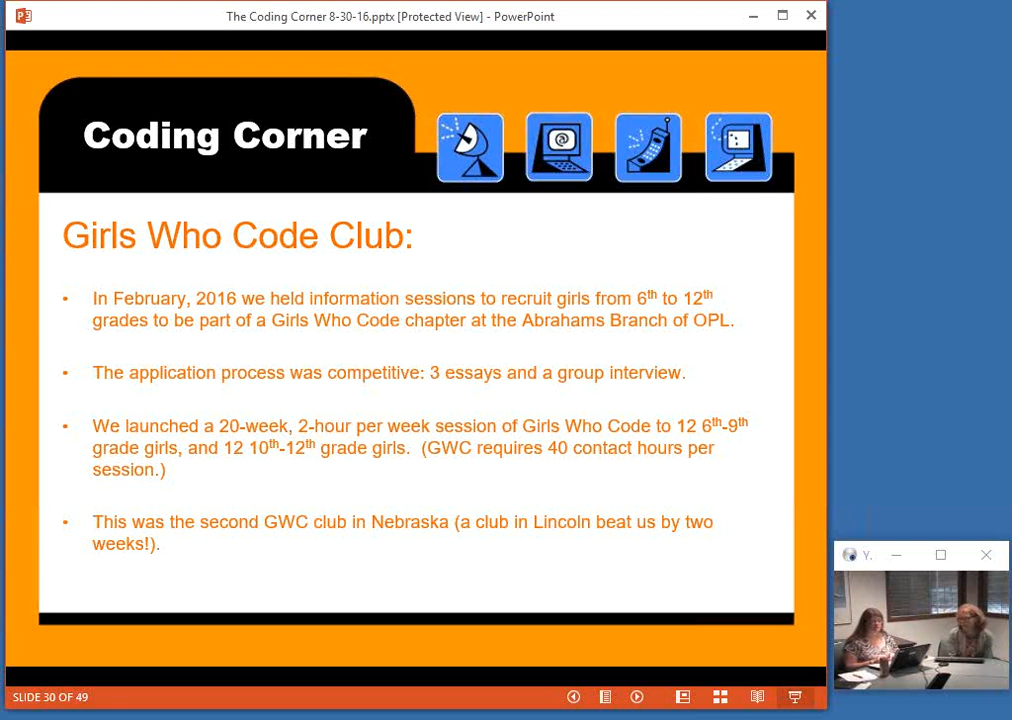 The Coding Corner 8-30-16.pptx [Protected View] - PowerPoint
Coding Corner
Girls Who Code Club:
• In February, 2016 we held information sessions to recruit girls from 6th to 12th
grades to be part of a Girls Who Code chapter at the Abrahams Branch of OPL.
• The application process was competitive: 3 essays and a group interview.
• We launched a 20-week, 2-hour per week session of Girls Who Code to 12 6th-9th
grade girls, and 12 10th-12th grade girls. (GWC requires 40 contact hours per
session.)
• This was the second GWC club in Nebraska (a club in Lincoln beat us by two
weeks!).
Y.
SLIDE 30 OF 49